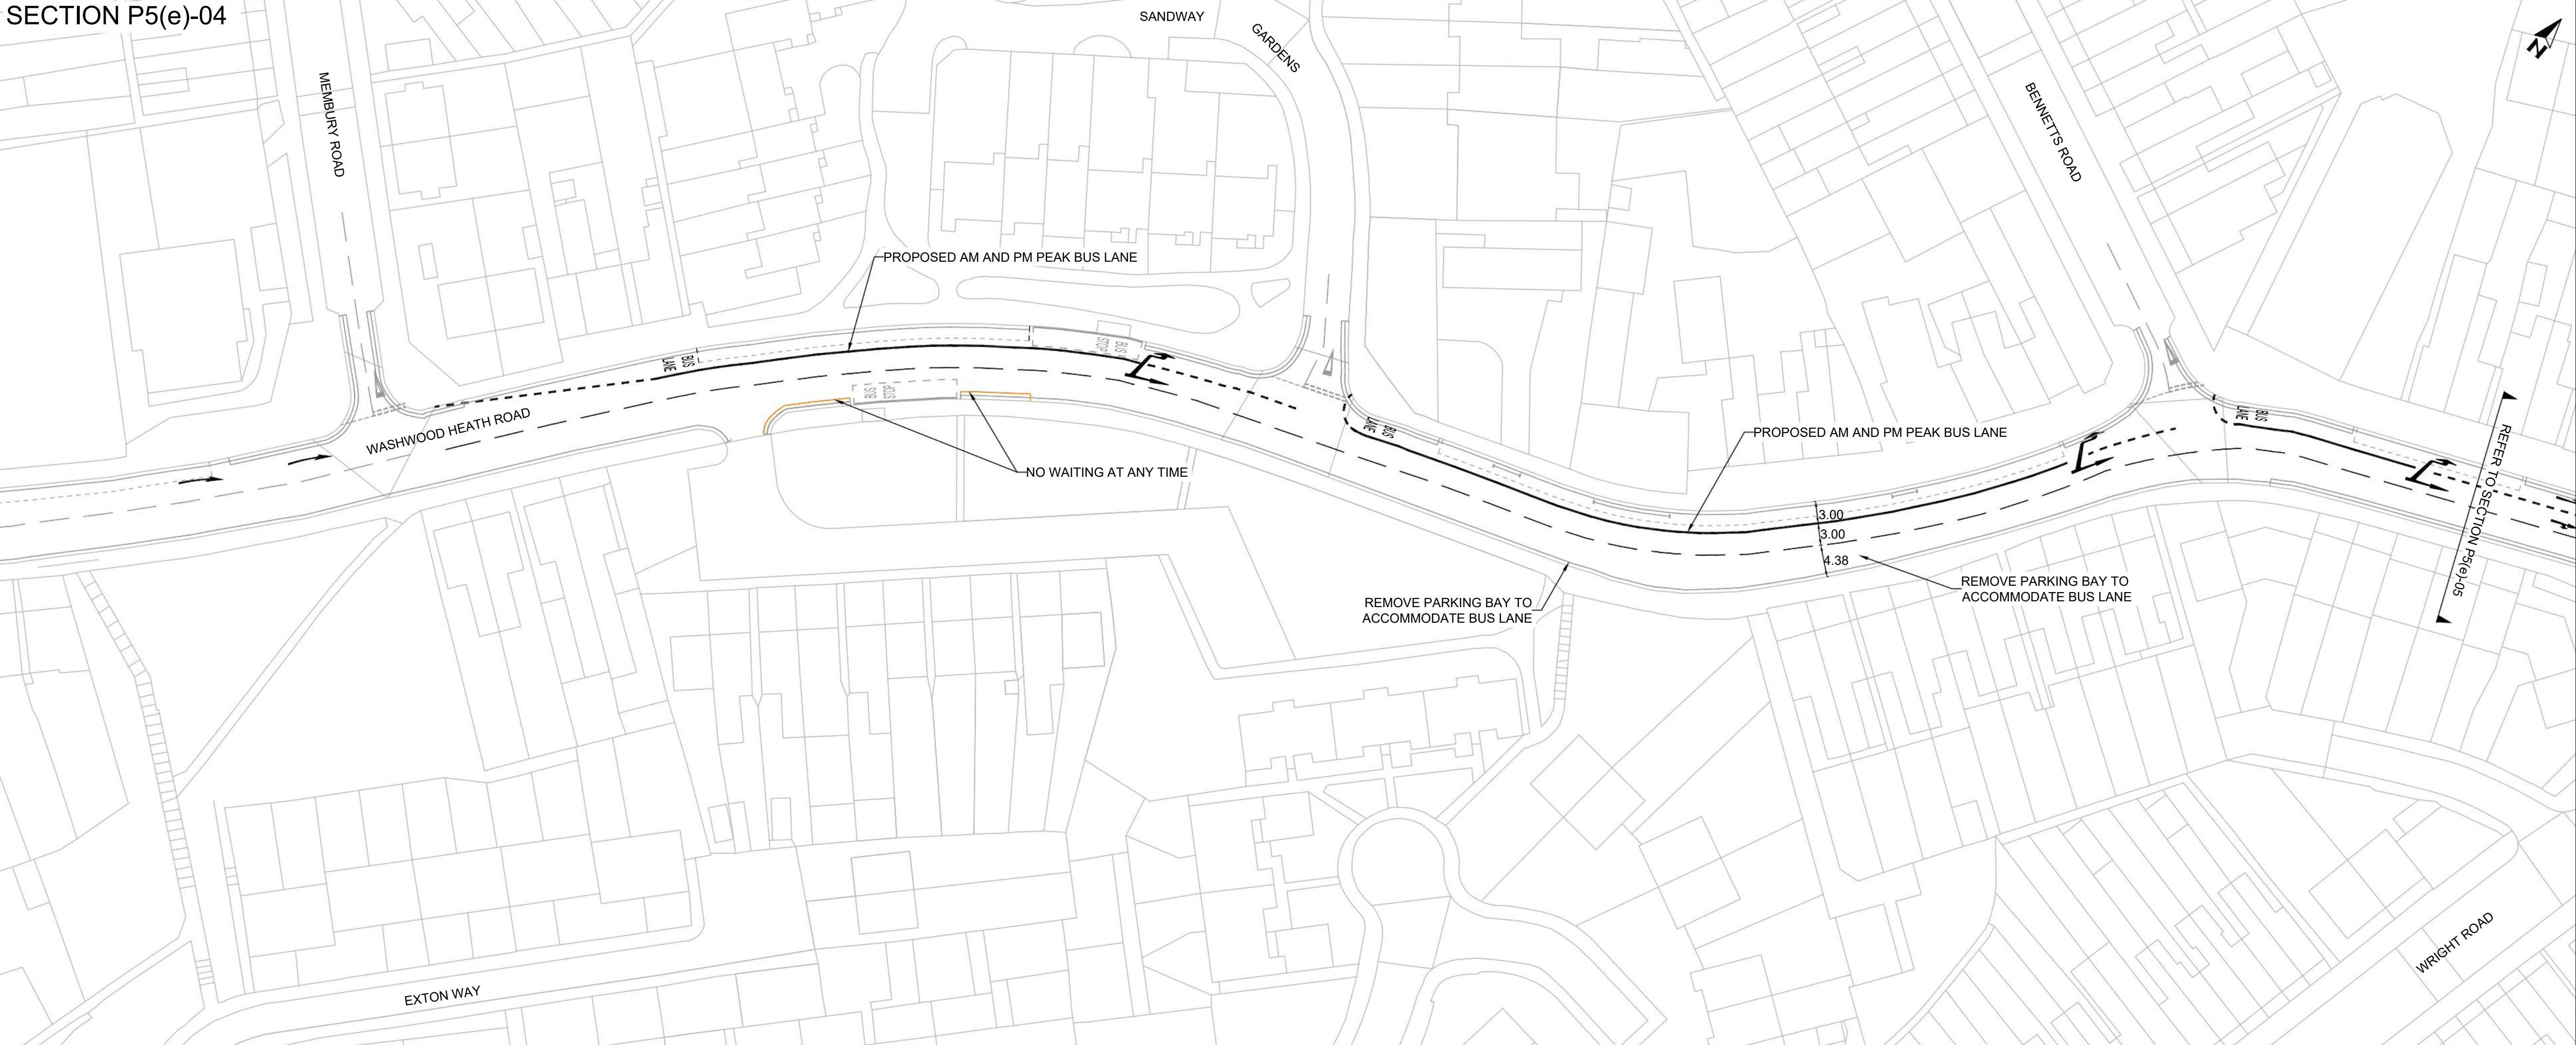 SECTION P5(e)-04
SANDWAY
GARDENS
N
MEMBURY ROAD
BENNETTS ROAD
PROPOSED AM AND PM PEAK BUS LANE
BUS
LANE
BUS
STOP
WASHWOOD HEATH ROAD
BUS
STOP
NO WAITING AT ANY TIME
BUS
LANE
PROPOSED AM AND PM PEAK BUS LANE
BUS
LANE
3.00
3.00
4.38
REMOVE PARKING BAY TO
ACCOMMODATE BUS LANE
REMOVE PARKING BAY TO
ACCOMMODATE BUS LANE
REFER TO SECTION P5(e)-05
EXTON WAY
WRIGHT ROAD